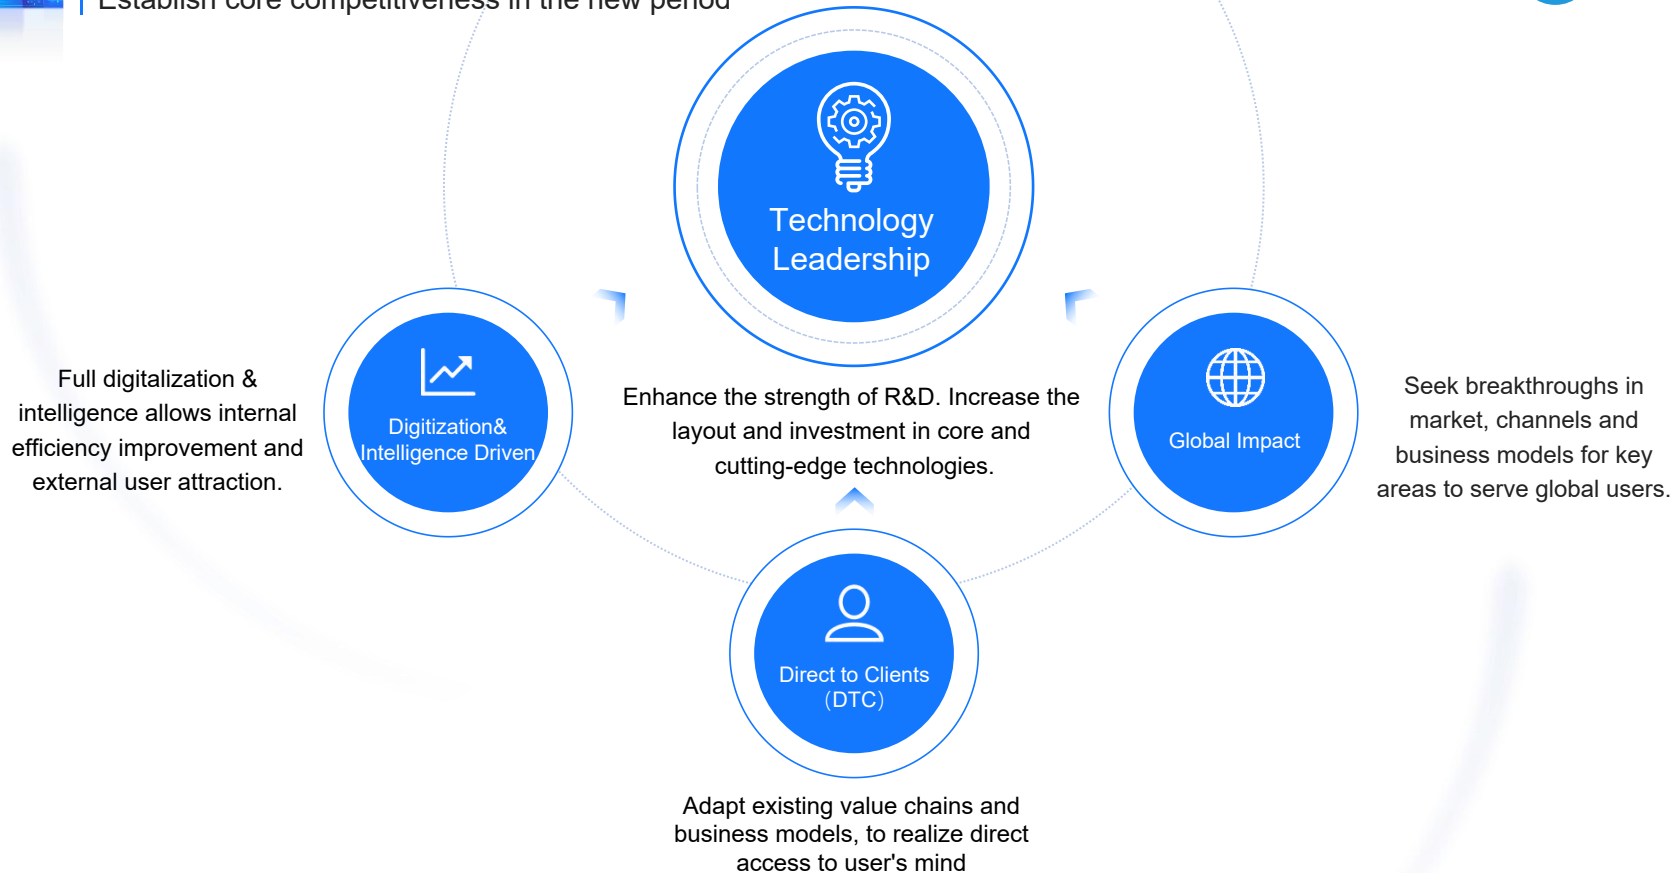 Establish core competitiveness in the new period
Technology
Leadership
Full digitalization &
intelligence allows internal
efficiency improvement and
external user attraction.
Digitization&
Intelligence Driven
Enhance the strength of R&D. Increase the
layout and investment in core and
cutting-edge technologies.
Global Impact
Seek breakthroughs in
market, channels and
business models for key
areas to serve global users.
Direct to Clients
（DTC）
Adapt existing value chains and
business models, to realize direct
access to user's mind